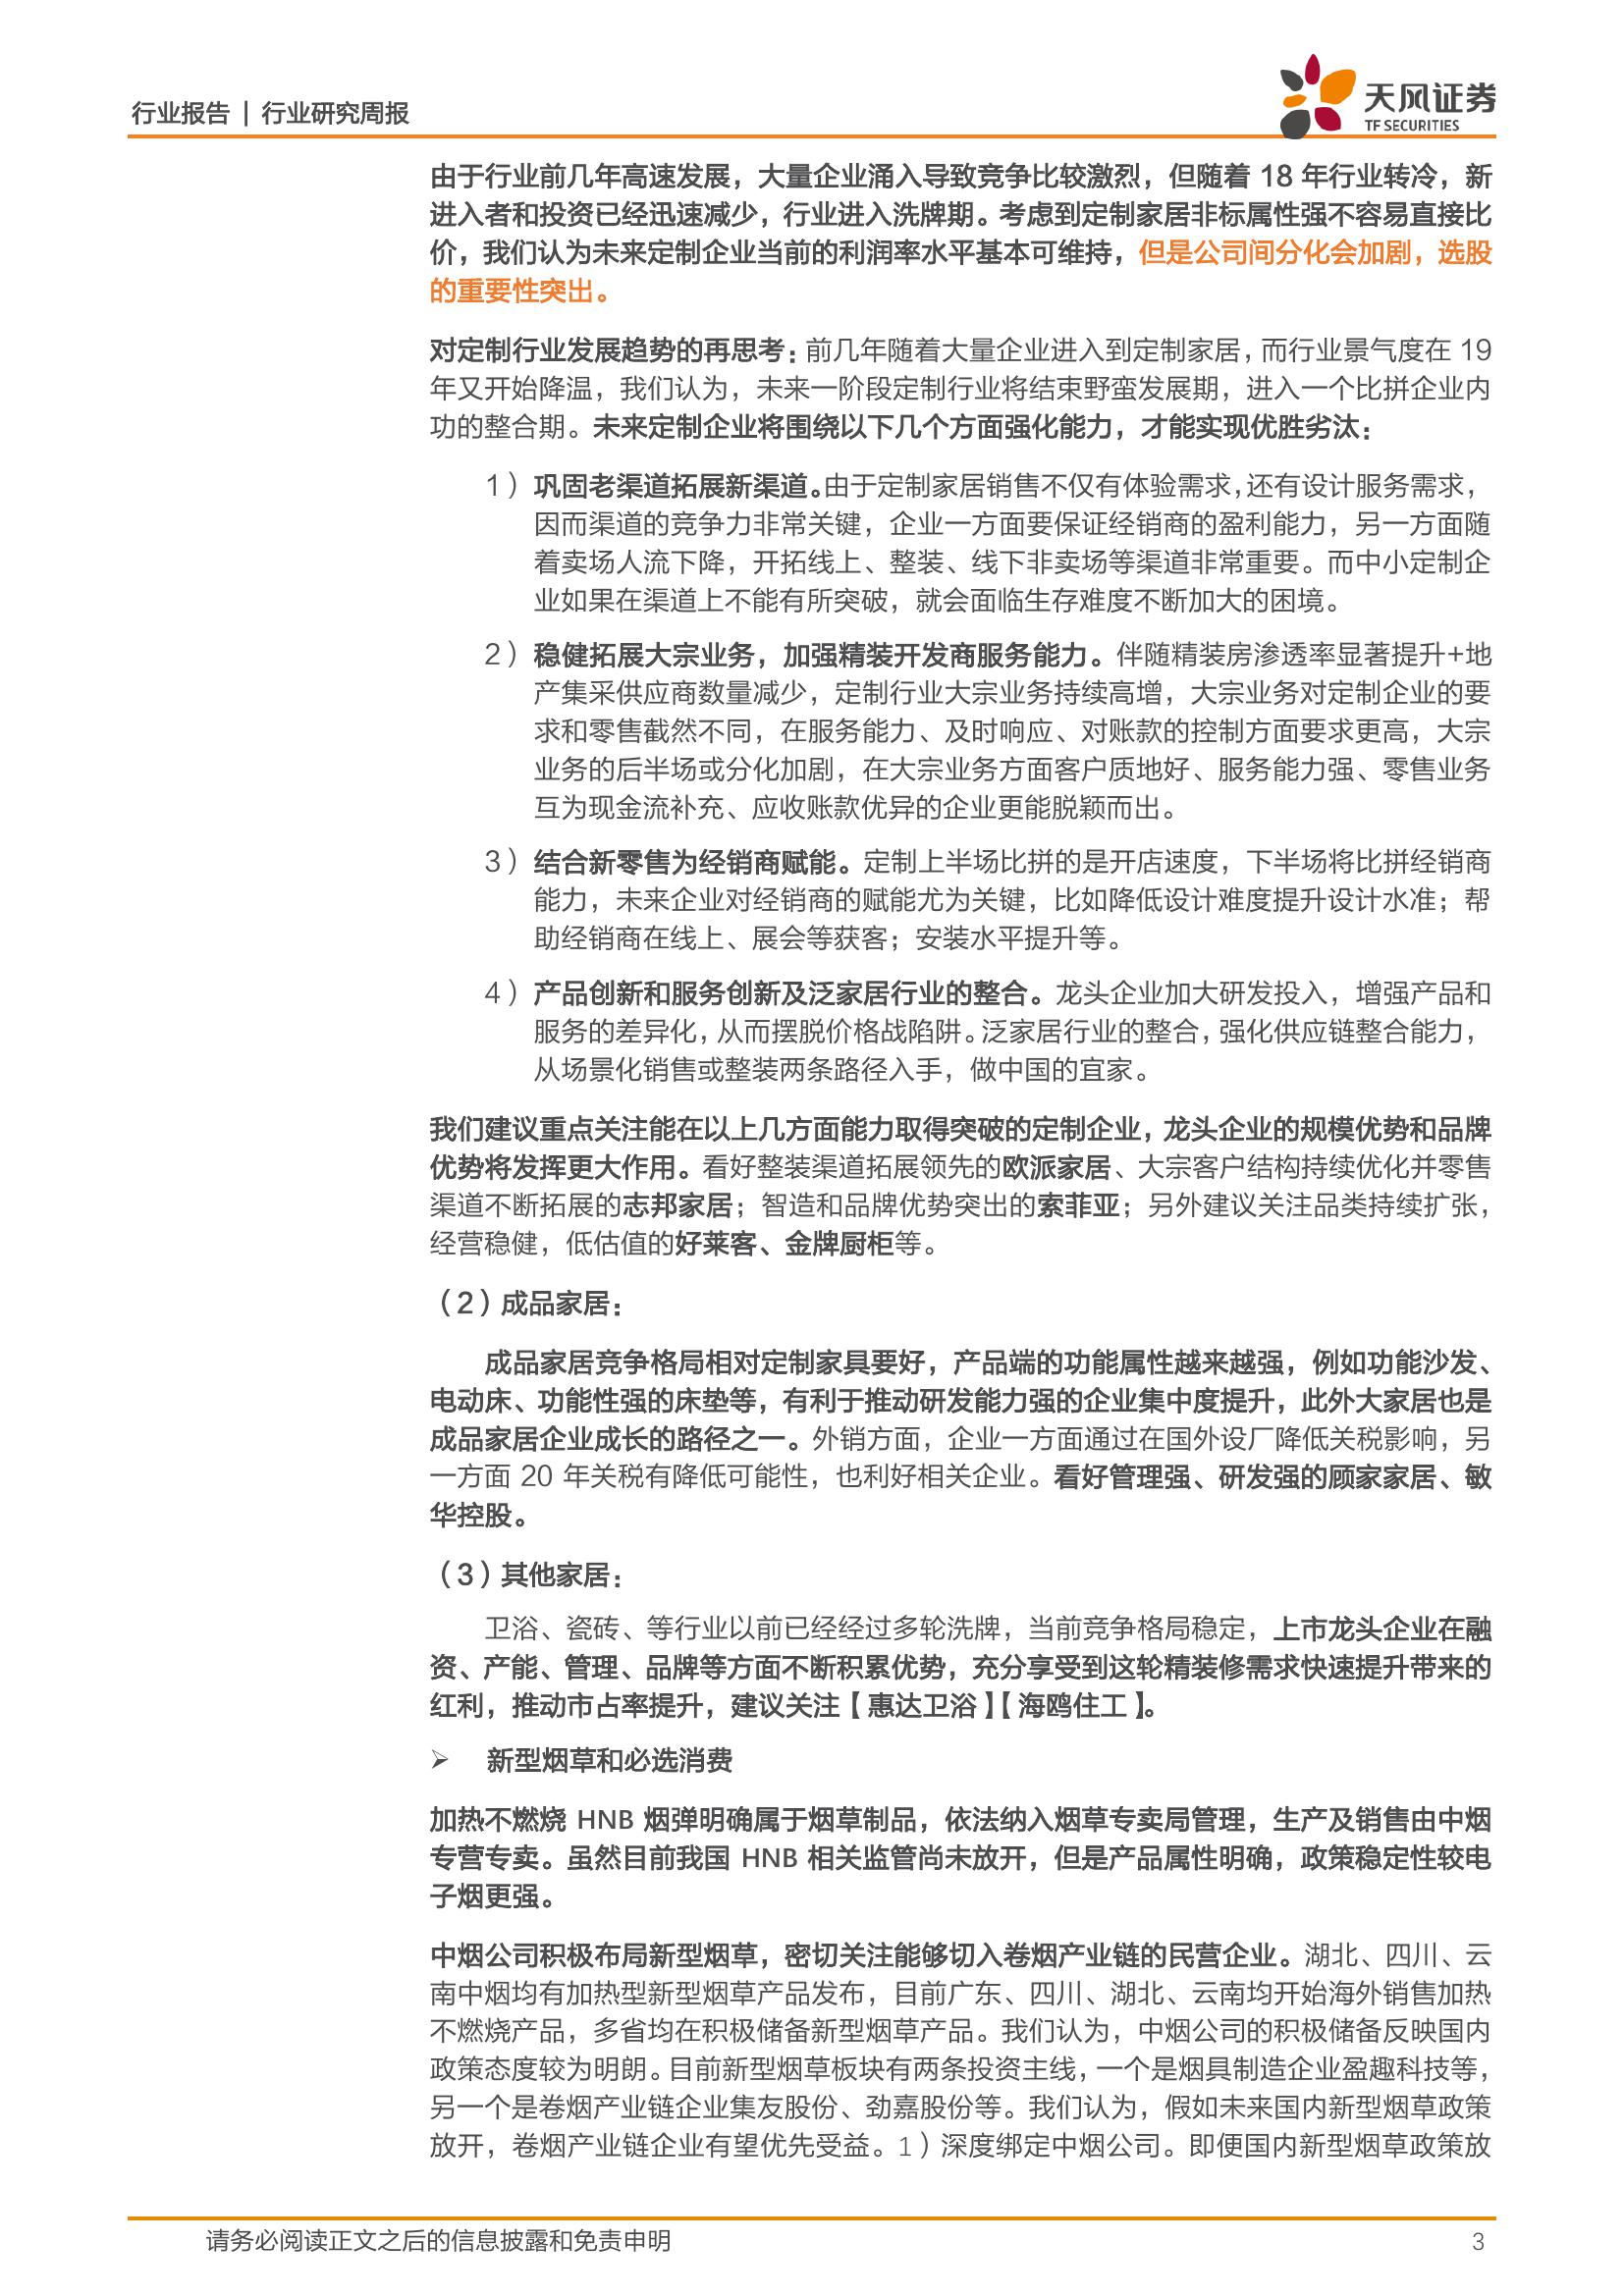 行业报告 | 行业研究周报
天风证券
TF SECURITIES
由于行业前几年高速发展，大量企业涌入导致竞争比较激烈，但随着 18 年行业转冷，新
进入者和投资已经迅速减少，行业进入洗牌期。考虑到定制家居非标属性强不容易直接比
价，我们认为未来定制企业当前的利润率水平基本可维持，但是公司间分化会加剧，选股
的重要性突出。
对定制行业发展趋势的再思考：前几年随着大量企业进入到定制家居，而行业景气度在 19
年又开始降温，我们认为，未来一阶段定制行业将结束野蛮发展期，进入一个比拼企业内
功的整合期。未来定制企业将围绕以下几个方面强化能力，才能实现优胜劣汰：
1）巩固老渠道拓展新渠道。由于定制家居销售不仅有体验需求，还有设计服务需求，
因而渠道的竞争力非常关键，企业一方面要保证经销商的盈利能力，另一方面随
着卖场人流下降，开拓线上、整装、线下非卖场等渠道非常重要。而中小定制企
业如果在渠道上不能有所突破，就会面临生存难度不断加大的困境。
2）稳健拓展大宗业务，加强精装开发商服务能力。伴随精装房渗透率显著提升+地
产集采供应商数量减少，定制行业大宗业务持续高增，大宗业务对定制企业的要
求和零售截然不同，在服务能力、及时响应、对账款的控制方面要求更高，大宗
业务的后半场或分化加剧，在大宗业务方面客户质地好、服务能力强、零售业务
互为现金流补充、应收账款优异的企业更能脱颖而出。
3）结合新零售为经销商赋能。定制上半场比拼的是开店速度，下半场将比拼经销商
能力，未来企业对经销商的赋能尤为关键，比如降低设计难度提升设计水准；帮
助经销商在线上、展会等获客；安装水平提升等。
4）产品创新和服务创新及泛家居行业的整合。龙头企业加大研发投入，增强产品和
服务的差异化，从而摆脱价格战陷阱。泛家居行业的整合，强化供应链整合能力，
从场景化销售或整装两条路径入手，做中国的宜家。
我们建议重点关注能在以上几方面能力取得突破的定制企业，龙头企业的规模优势和品牌
优势将发挥更大作用。看好整装渠道拓展领先的欧派家居、大宗客户结构持续优化并零售
渠道不断拓展的志邦家居；智造和品牌优势突出的索菲亚；另外建议关注品类持续扩张，
经营稳健，低估值的好莱客、金牌厨柜等。
（2）成品家居：
成品家居竞争格局相对定制家具要好，产品端的功能属性越来越强，例如功能沙发、
电动床、功能性强的床垫等，有利于推动研发能力强的企业集中度提升，此外大家居也是
成品家居企业成长的路径之一。外销方面，企业一方面通过在国外设厂降低关税影响，另
一方面 20 年关税有降低可能性，也利好相关企业。看好管理强、研发强的顾家家居、敏
华控股。
（3）其他家居：
卫浴、瓷砖、等行业以前已经经过多轮洗牌，当前竞争格局稳定，上市龙头企业在融
资、产能、管理、品牌等方面不断积累优势，充分享受到这轮精装修需求快速提升带来的
红利，推动市占率提升，建议关注【惠达卫浴】【海鸥住工】。
➢ 新型烟草和必选消费
加热不燃烧 HNB 烟弹明确属于烟草制品，依法纳入烟草专卖局管理，生产及销售由中烟
专营专卖。虽然目前我国 HNB 相关监管尚未放开，但是产品属性明确，政策稳定性较电
子烟更强。
中烟公司积极布局新型烟草，密切关注能够切入卷烟产业链的民营企业。湖北、四川、云
南中烟均有加热型新型烟草产品发布，目前广东、四川、湖北、云南均开始海外销售加热
不燃烧产品，多省均在积极储备新型烟草产品。我们认为，中烟公司的积极储备反映国内
政策态度较为明朗。目前新型烟草板块有两条投资主线，一个是烟具制造企业盈趣科技等，
另一个是卷烟产业链企业集友股份、劲嘉股份等。我们认为，假如未来国内新型烟草政策
放开，卷烟产业链企业有望优先受益。1）深度绑定中烟公司。即便国内新型烟草政策放
请务必阅读正文之后的信息披露和免责申明
3